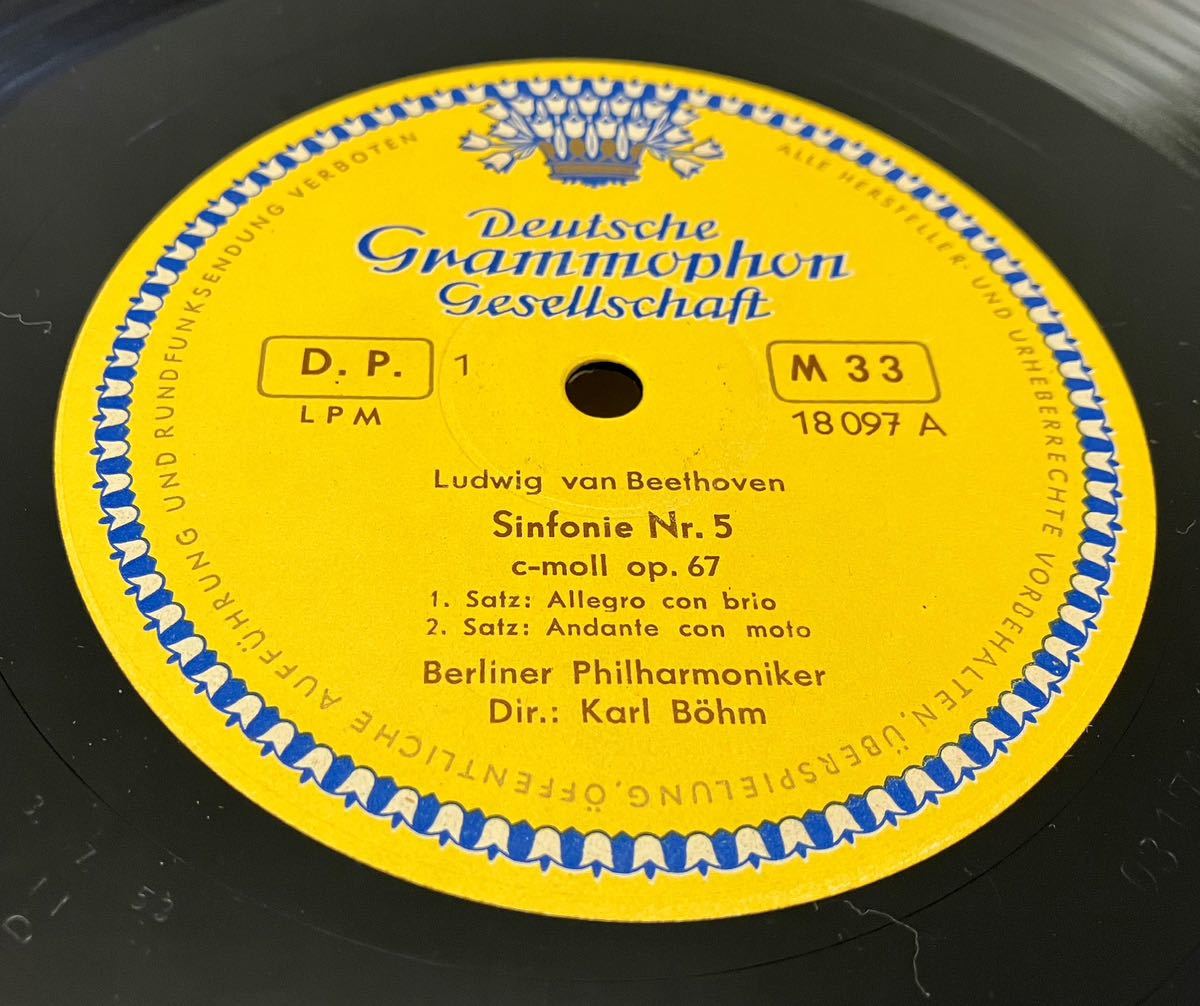 Deutsche
Grammophon
Gesellschaft
D. P. 1 M 33
LPM 18 097 A
Ludwig van Beethoven
Sinfonie Nr. 5
c-moll op. 67
1. Satz: Allegro con brio
2. Satz: Andante con moto
Berliner Philharmoniker
Dir.: Karl Böhm
ALLE HERSTELLER- UND URHEBERRECHTE VORBEHALTEN, ÜBERSPIELUNG, ÖFFENTLICHE AUFFÜHRUNG UND RUNDFUNKSENDUNG VERBOTEN